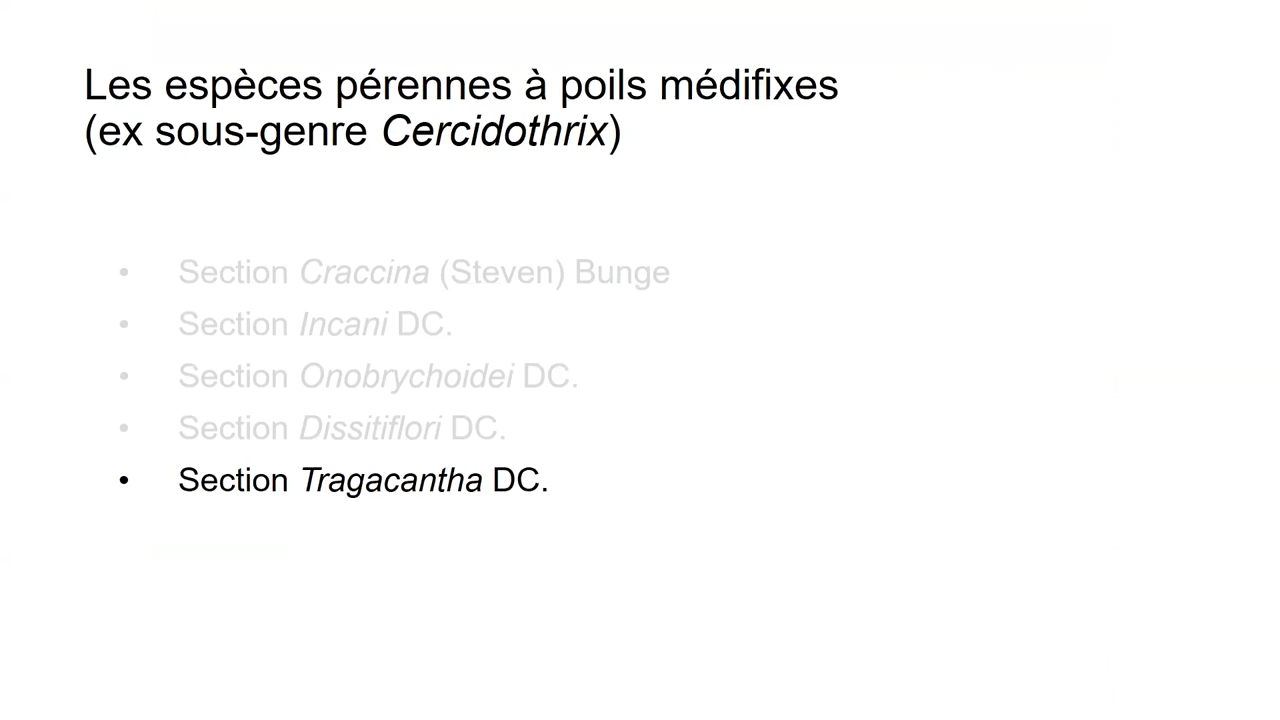 Les espèces pérennes à poils médifixes
(ex sous-genre Cercidothrix)
• Section Craccina (Steven) Bunge
• Section Incani DC.
• Section Onobrychoidei DC.
• Section Dissitiflori DC.
• Section Tragacantha DC.